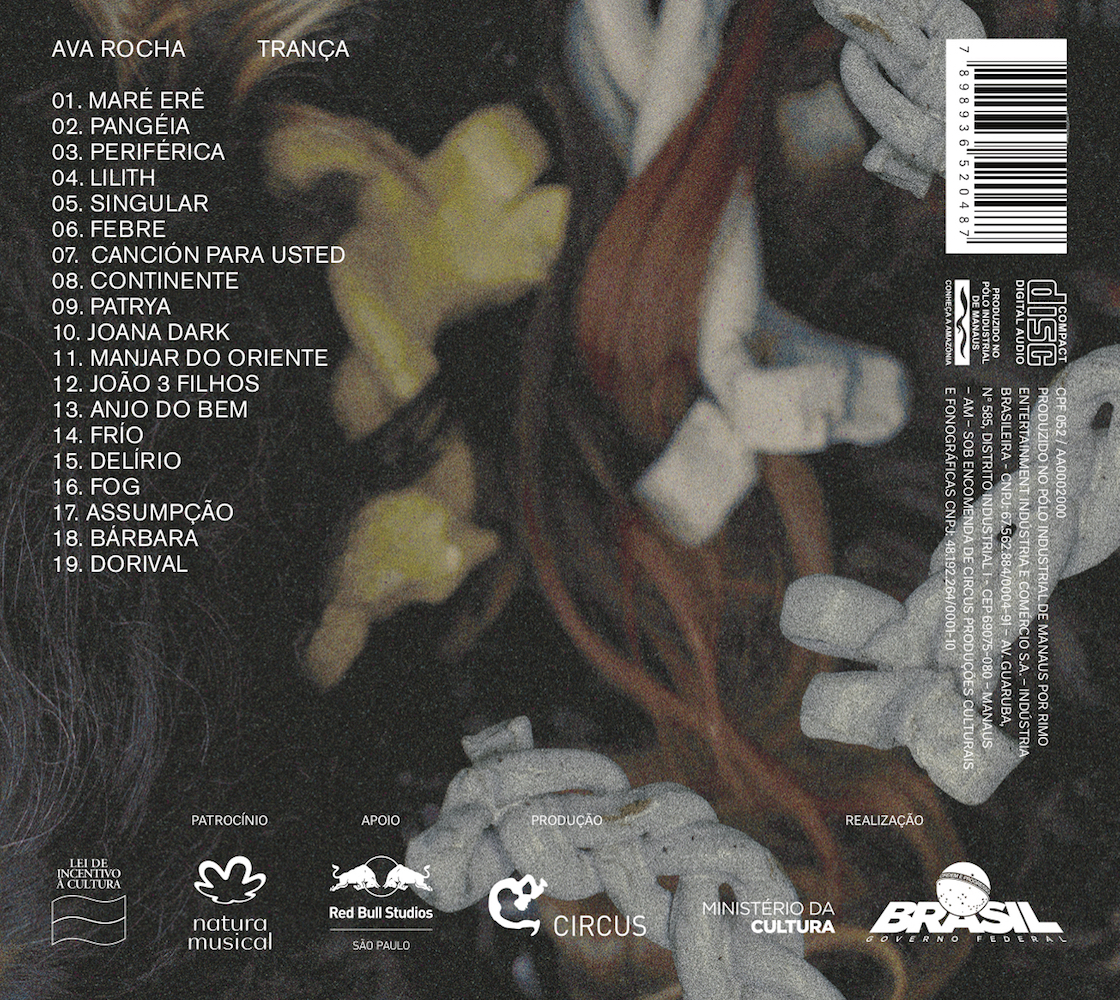 AVA ROCHA TRANÇA
01. MARÉ ERÊ
02. PANGÉIA
03. PERIFÉRICA
04. LILITH
05. SINGULAR
06. FEBRE
07. CANCIÓN PARA USTED
08. CONTINENTE
09. PATRYA
10. JOANA DARK
11. MANJAR DO ORIENTE
12. JOÃO 3 FILHOS
13. ANJO DO BEM
14. FRÍO
15. DELÍRIO
16. FOG
17. ASSUMPÇÃO
18. BÁRBARA
19. DORIVAL
7 898936 520487
COMPACT
disc
DIGITAL AUDIO
PRODUZIDO NO
PÓLO INDUSTRIAL
DE MANAUS
CONHEÇA A AMAZÔNIA
CPF 052 / AA0002000
PRODUZIDO NO PÓLO INDUSTRIAL DE MANAUS POR RIMO
ENTERTAINMENT INDÚSTRIA E COMÉRCIO S.A. – INDÚSTRIA
BRASILEIRA - CNPJ: 67.562.884/0004-91 – AV. GUARUBA,
Nº 585, DISTRITO INDUSTRIAL I - CEP 69075-080 – MANAUS
– AM – SOB ENCOMENDA DE CIRCUS PRODUÇÕES CULTURAIS
E FONOGRÁFICAS CNPJ: 48.192.264/0001-10
PATROCÍNIO
APOIO
PRODUÇÃO
REALIZAÇÃO
LEI DE
INCENTIVO
À CULTURA
natura
musical
Red Bull Studios
SÃO PAULO
CIRCUS
MINISTÉRIO DA
CULTURA
ORDEM E PROGRESSO
BRASIL
GOVERNO FEDERAL